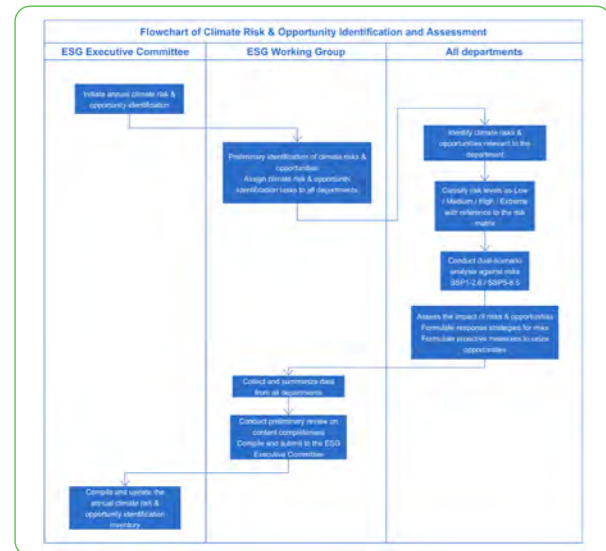 Flowchart of Climate Risk & Opportunity Identification and Assessment
ESG Executive Committee
ESG Working Group
All departments
Initiate annual climate risk &
opportunity identification
Preliminary identification of climate risks &
opportunities
Assign climate risk & opportunity
identification tasks to all departments
Identify climate risks &
opportunities relevant to the
department
Classify risk levels as Low
/ Medium / High / Extreme
with reference to the risk
matrix
Conduct dual-scenario
analysis against risks
SSP1-2.6 / SSP5-8.5
Assess the impact of risks & opportunities
Formulate response strategies for risks
Formulate proactive measures to seize
opportunities
Collect and summarize data
from all departments
Conduct preliminary review on
content completeness
Compile and submit to the ESG
Executive Committee
Compile and update the
annual climate risk &
opportunity identification
inventory